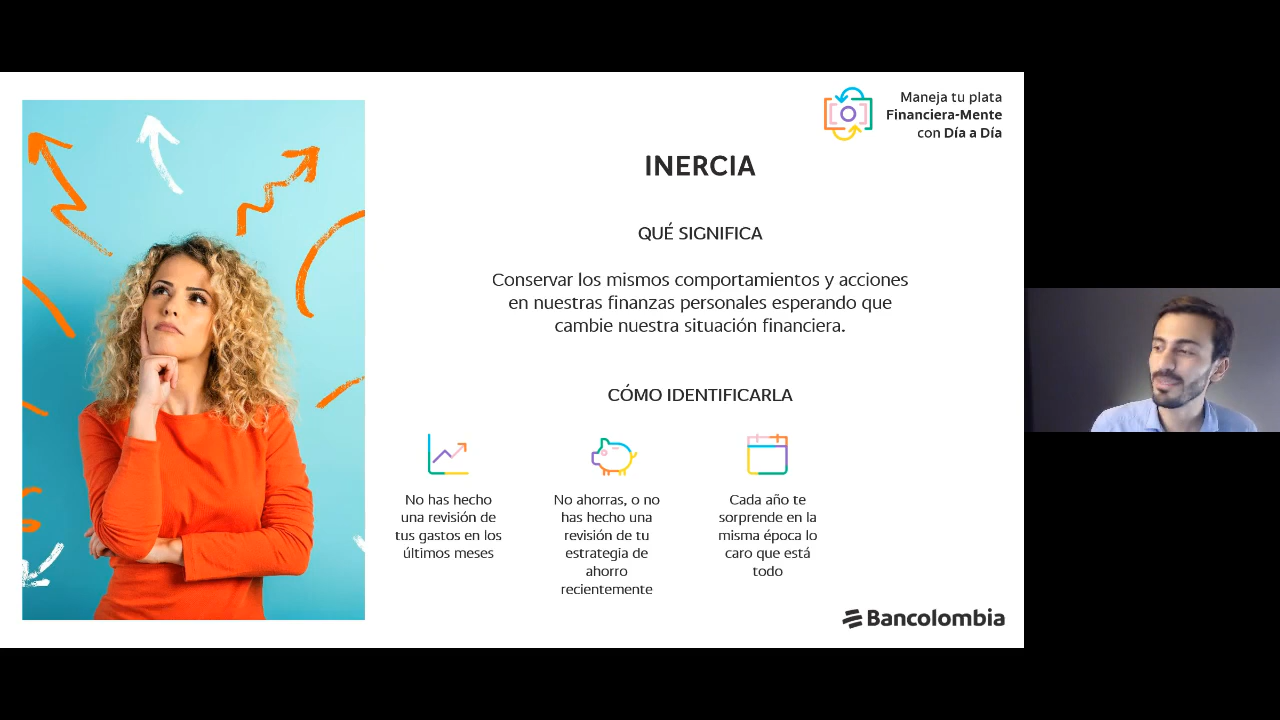 Maneja tu plata
Financiera-Mente
con Día a Día
INERCIA
QUÉ SIGNIFICA
Conservar los mismos comportamientos y acciones
en nuestras finanzas personales esperando que
cambie nuestra situación financiera.
CÓMO IDENTIFICARLA
No has hecho
una revisión de
tus gastos en los
últimos meses
No ahorras, o no
has hecho una
revisión de tu
estrategia de
ahorro
recientemente
Cada año te
sorprende en la
misma época lo
caro que está
todo
Bancolombia